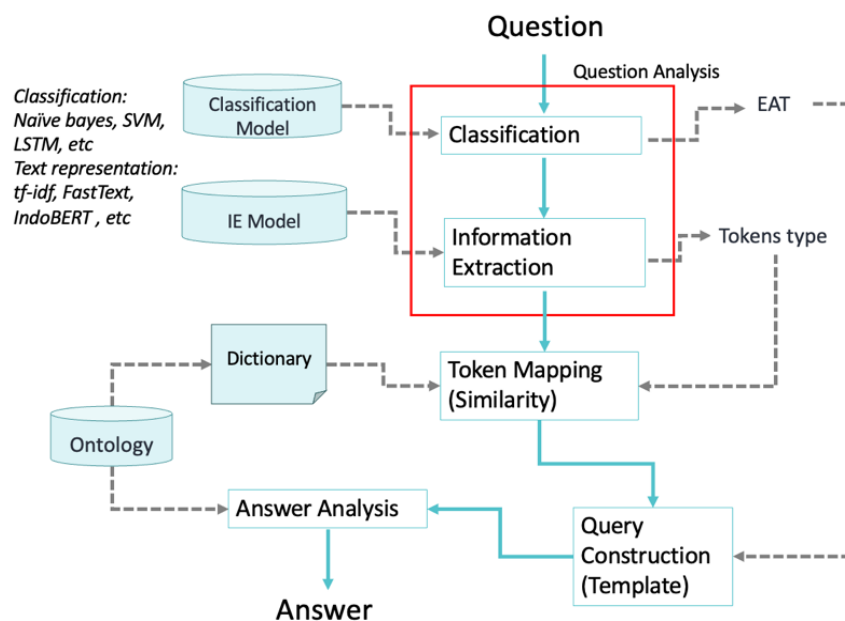 Question
Question Analysis
Classification:
Naïve bayes, SVM,
LSTM, etc
Text representation:
tf-idf, FastText,
IndoBERT , etc
Classification
Model
Classification
EAT
IE Model
Information
Extraction
Tokens type
Dictionary
Token Mapping
(Similarity)
Ontology
Answer Analysis
Query
Construction
(Template)
Answer